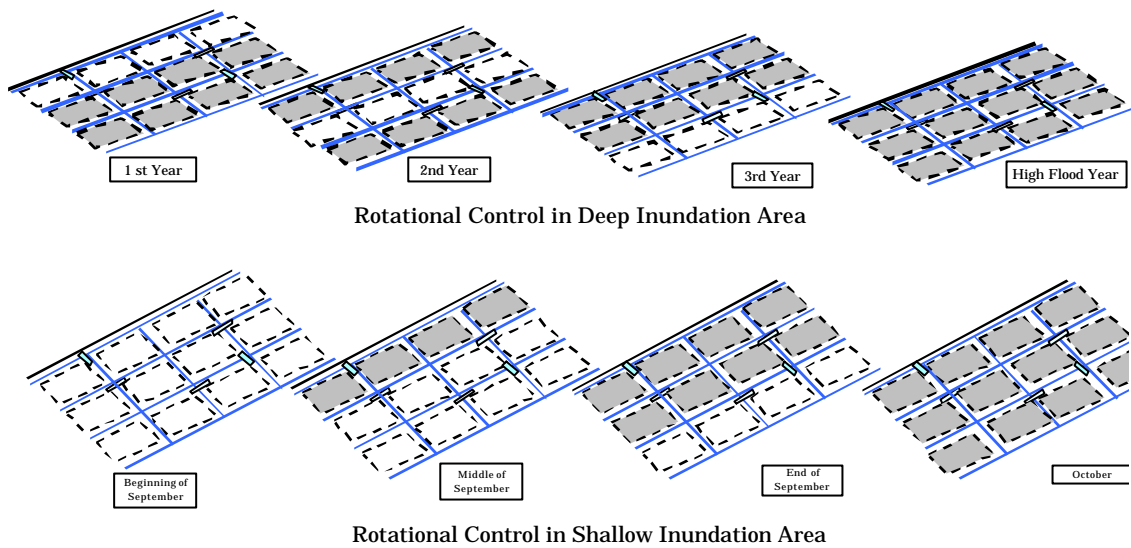 1 st Year
2nd Year
3rd Year
High Flood Year
Rotational Control in Deep Inundation Area
Beginning of
September
Middle of
September
End of
September
October
Rotational Control in Shallow Inundation Area